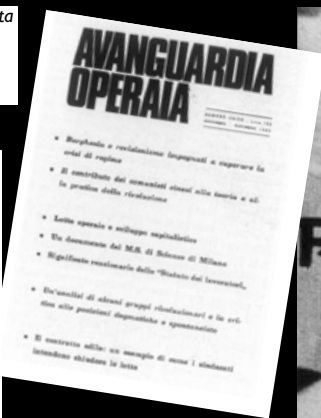 ta
AVANGUARDIA
OPERAIA
Borghesia e revisionismo impegnati a superare la
crisi di regime
Il contributo dei comunisti cinesi alla teoria e al-
la pratica della rivoluzione
Lotte operaie e sviluppo capitalistico
Un documento del M.S. di Scienze di Milano
Significato reazionario dello "Statuto dei lavoratori"
Un'analisi di alcuni gruppi rivoluzionari e la cri-
tica alle posizioni dogmatiche e spontaneiste
Il contratto edile: un esempio di come i sindacati
intendono chiudere la lotta